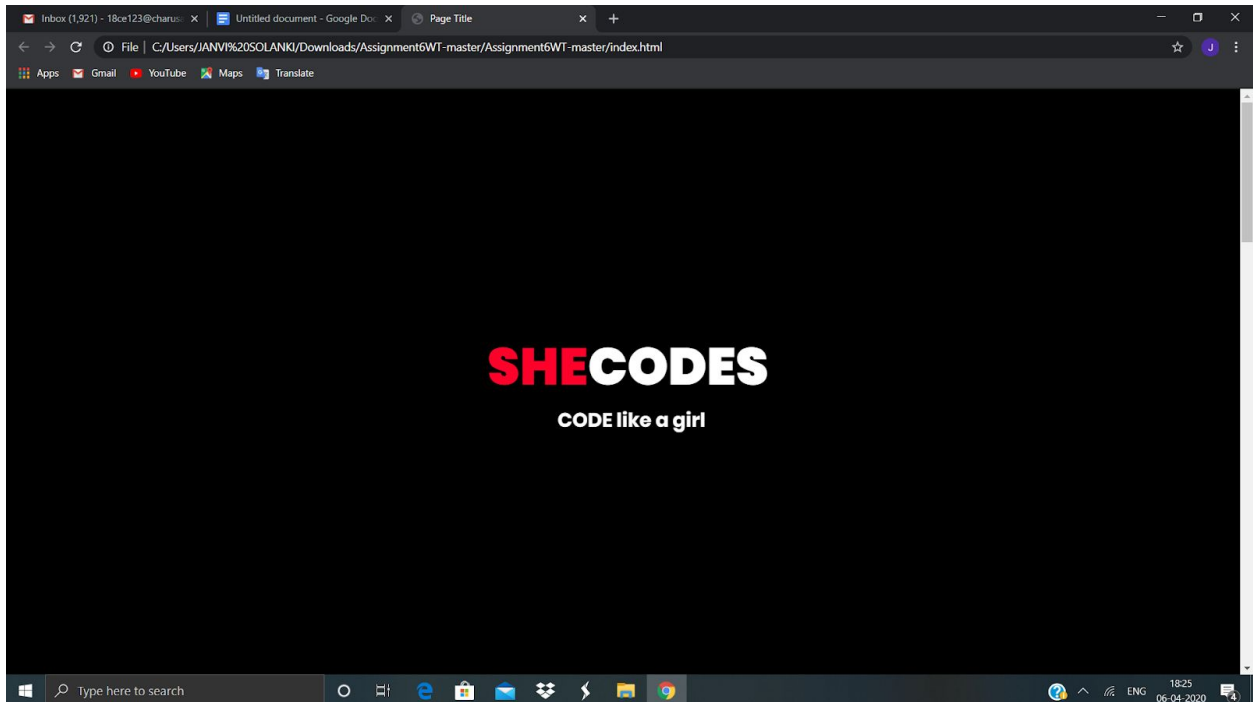 Inbox (1,921) - 18ce123@charusa
Untitled document - Google Doc
Page Title
File | C:/Users/JANVI%20SOLANKI/Downloads/Assignment6WT-master/Assignment6WT-master/index.html
J
Apps Gmail YouTube Maps Translate
SHECODES
CODE like a girl
Type here to search
ENG
18:25
06-04-2020
4